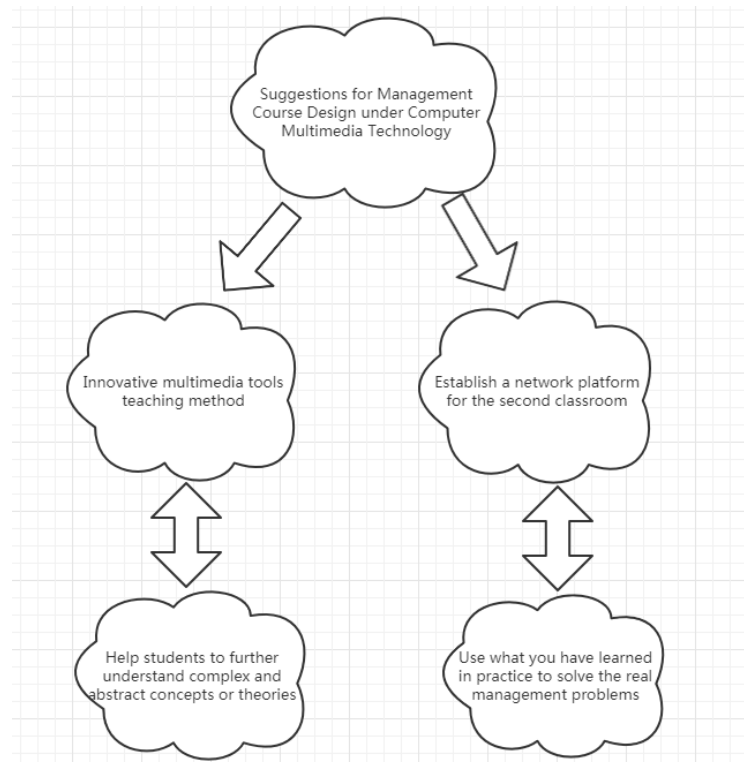 Suggestions for Management
Course Design under Computer
Multimedia Technology
Innovative multimedia tools
teaching method
Establish a network platform
for the second classroom
Help students to further
understand complex and
abstract concepts or theories
Use what you have learned
in practice to solve the real
management problems